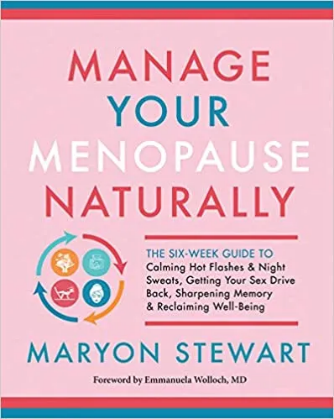 MANAGE
YOUR
MENOPAUSE
NATURALLY
THE SIX-WEEK GUIDE TO
Calming Hot Flashes & Night
Sweats, Getting Your Sex Drive
Back, Sharpening Memory
& Reclaiming Well-Being
MARYON STEWART
Foreword by Emmanuela Wolloch, MD